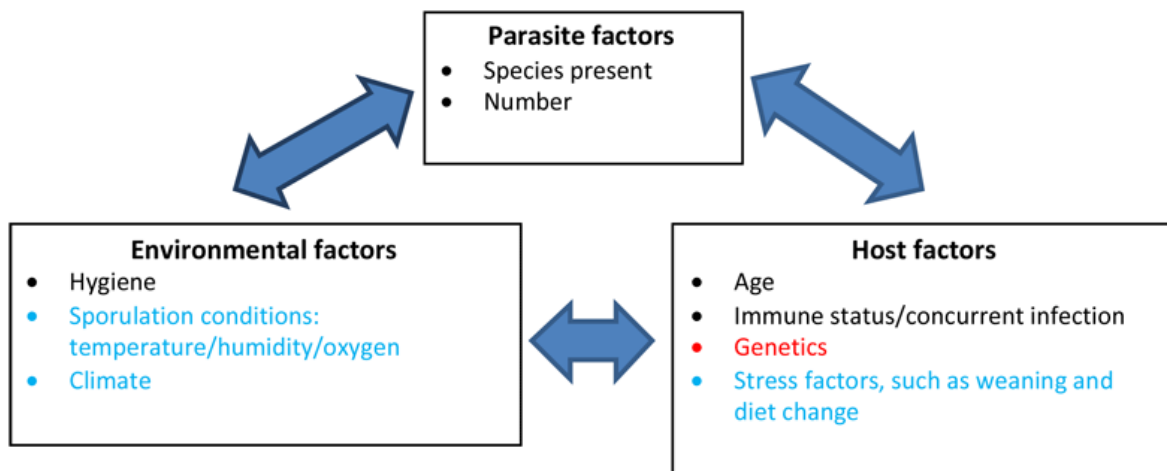 Parasite factors
• Species present
• Number
Environmental factors
• Hygiene
• Sporulation conditions:
temperature/humidity/oxygen
• Climate
Host factors
• Age
• Immune status/concurrent infection
• Genetics
• Stress factors, such as weaning and
diet change